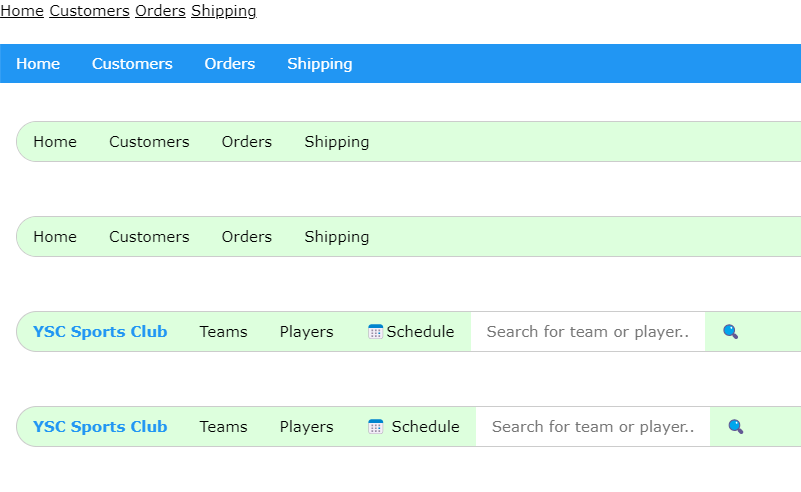 Home Customers Orders Shipping
Home Customers Orders Shipping
Home Customers Orders Shipping
Home Customers Orders Shipping
YSC Sports Club Teams Players Schedule Search for team or player..
YSC Sports Club Teams Players Schedule Search for team or player..